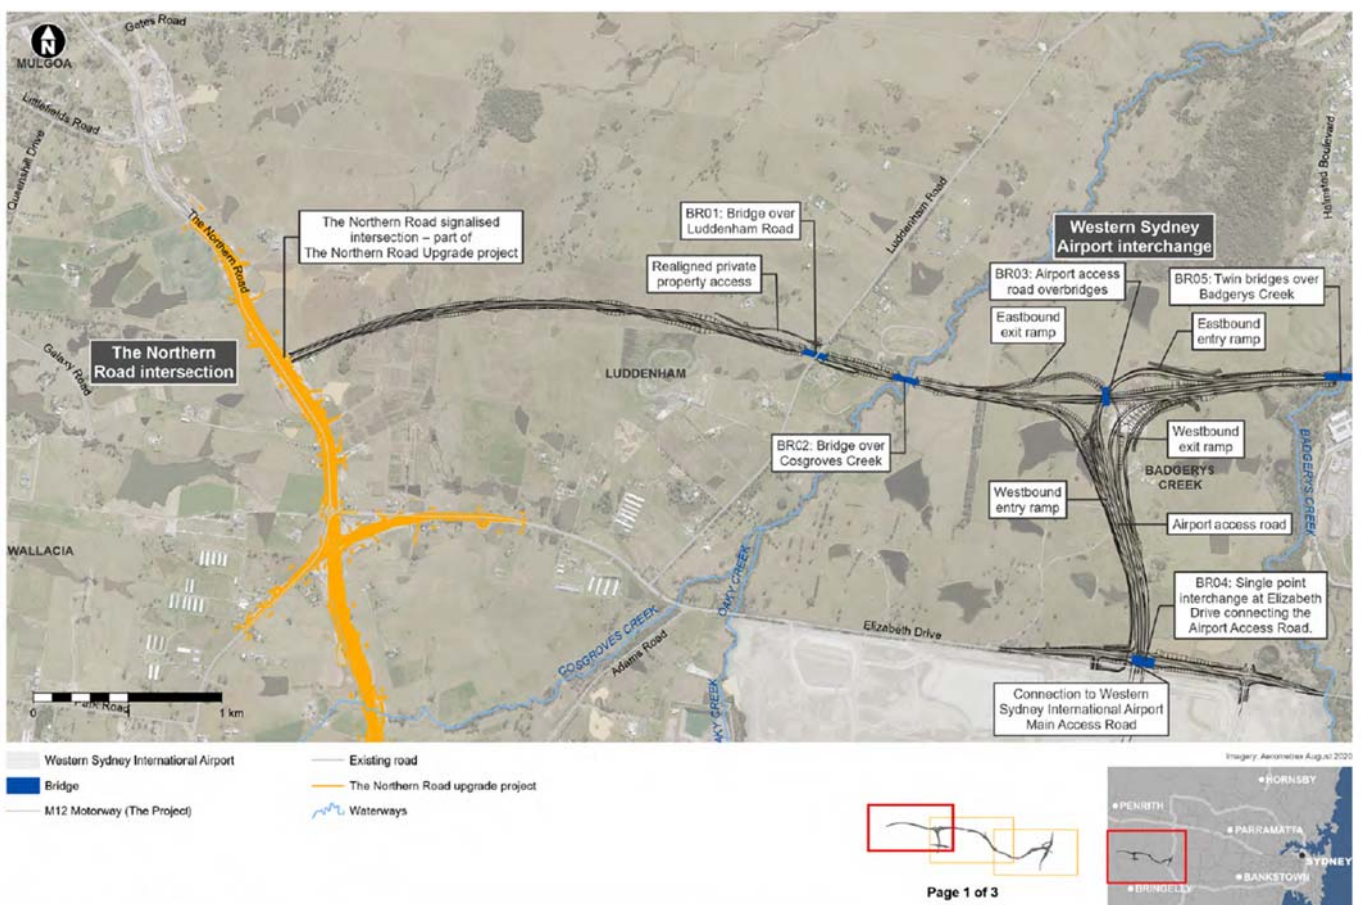 Gates Road
N
MULGOA
Littlefields Road
Queenshill Drive
The Northern Road
The Northern Road signalised
intersection – part of
The Northern Road Upgrade project
The Northern
Road intersection
Galaxy Road
WALLACIA
LUDDENHAM
Realigned private
property access
BR01: Bridge over
Luddenham Road
Luddenham Road
BR02: Bridge over
Cosgroves Creek
Western Sydney
Airport interchange
BR03: Airport access
road overbridges
Eastbound
exit ramp
BR05: Twin bridges over
Badgerys Creek
Eastbound
entry ramp
Halmsted Boulevard
Westbound
exit ramp
BADGERYS
CREEK
BADGERYS CREEK
Westbound
entry ramp
Airport access road
BR04: Single point
interchange at Elizabeth
Drive connecting the
Airport Access Road.
Elizabeth Drive
Connection to Western
Sydney International Airport
Main Access Road
COSGROVES CREEK
OAKY CREEK
Adams Road
OAKY CREEK
Park Road
0
1 km
Western Sydney International Airport
Bridge
M12 Motorway (The Project)
Existing road
The Northern Road upgrade project
Waterways
Imagery: Aerometrex August 2020
Page 1 of 3
HORNSBY
PENRITH
PARRAMATTA
SYDNEY
BANKSTOWN
BRINGELLY